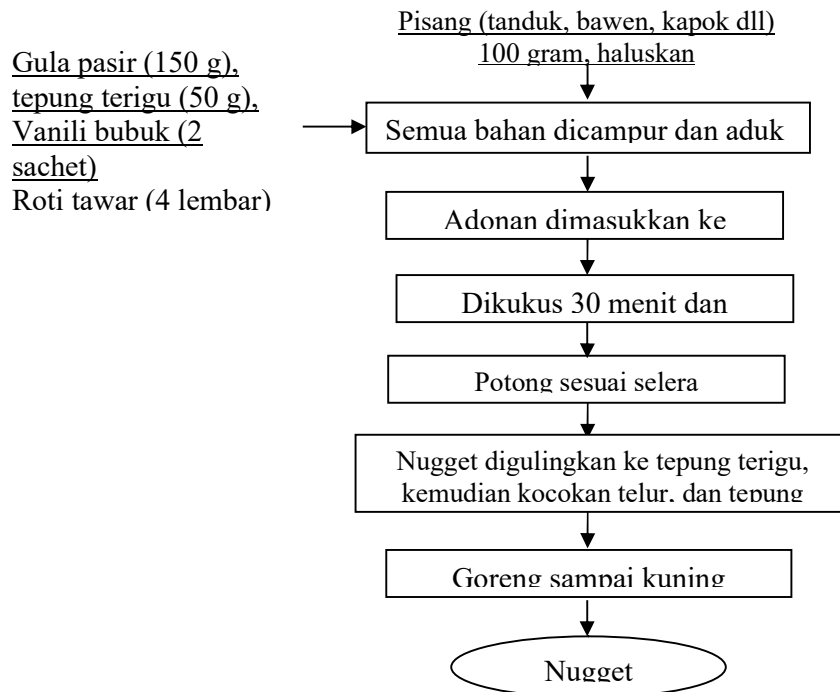 Pisang (tanduk, bawen, kapok dll)
100 gram, haluskan
Gula pasir (150 g),
tepung terigu (50 g),
Vanili bubuk (2
sachet)
Roti tawar (4 lembar)
Semua bahan dicampur dan aduk
Adonan dimasukkan ke
Dikukus 30 menit dan
Potong sesuai selera
Nugget digulingkan ke tepung terigu,
kemudian kocokan telur, dan tepung
Goreng sampai kuning
Nugget